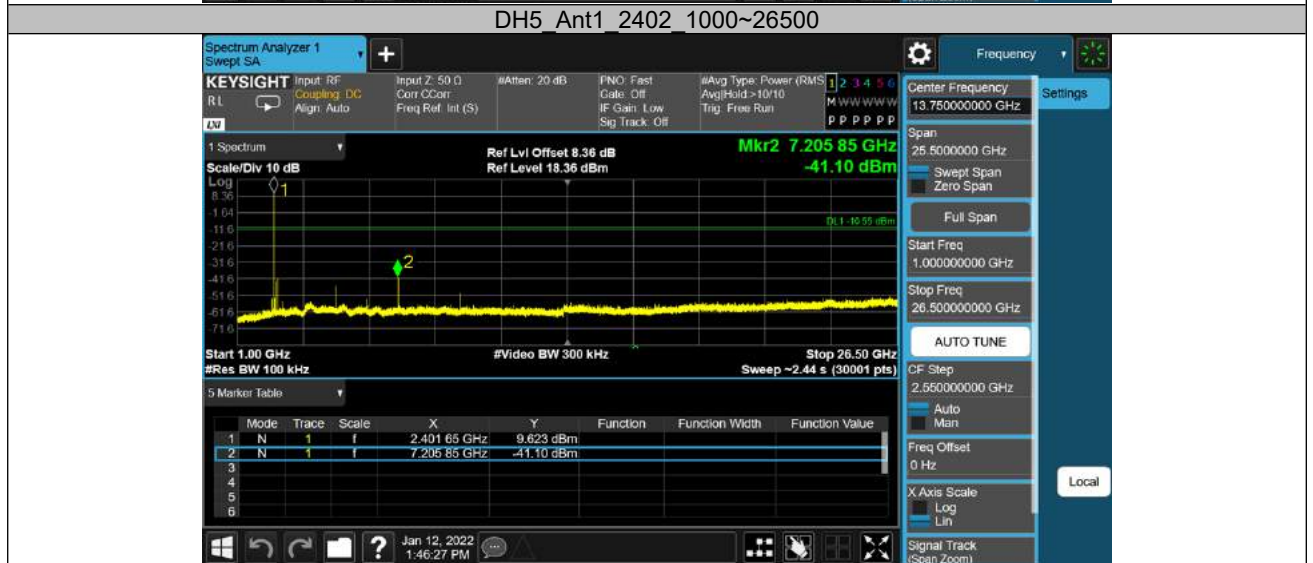 DH5_Ant1_2402_1000~26500
Spectrum Analyzer 1
Swept SA
Frequency
KEYSIGHT
RL
LXI
Input: RF
Coupling: DC
Align: Auto
Input Z: 50 Ω
Corr CCorr
Freq Ref: Int (S)
#Atten: 20 dB
PNO: Fast
Gate: Off
IF Gain: Low
Sig Track: Off
#Avg Type: Power (RMS
Avg|Hold:>10/10
Trig: Free Run
1 2 3 4 5 6
M W W W W W
P P P P P P
1 Spectrum
Scale/Div 10 dB
Ref Lvl Offset 8.36 dB
Ref Level 18.36 dBm
Mkr2 7.205 85 GHz
-41.10 dBm
Log
8.36
-1.64
-11.6
-21.6
-31.6
-41.6
-51.6
-61.6
-71.6
1
2
DL1 -10.55 dBm
Start 1.00 GHz
#Res BW 100 kHz
#Video BW 300 kHz
Stop 26.50 GHz
Sweep ~2.44 s (30001 pts)
5 Marker Table
Mode Trace Scale X Y Function Function Width Function Value
1 N 1 f 2.401 65 GHz 9.623 dBm
2 N 1 f 7.205 85 GHz -41.10 dBm
3
4
5
6
Jan 12, 2022
1:46:27 PM
Center Frequency
13.750000000 GHz
Settings
Span
25.5000000 GHz
Swept Span
Zero Span
Full Span
Start Freq
1.000000000 GHz
Stop Freq
26.500000000 GHz
AUTO TUNE
CF Step
2.550000000 GHz
Auto
Man
Freq Offset
0 Hz
Local
X Axis Scale
Log
Lin
Signal Track
(Span Zoom)